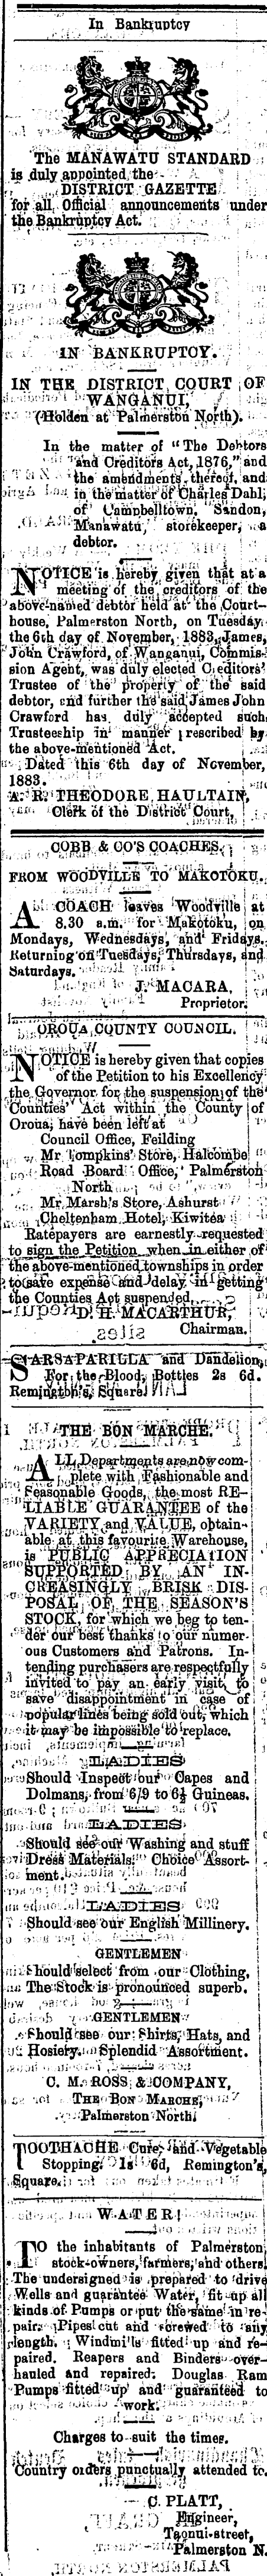 In Bankruptcy
The MANAWATU STANDARD
is duly appointed the
DISTRICT GAZETTE
for all Official announcements under
the Bankruptcy Act.
IN BANKRUPTCY.
IN THE DISTRICT COURT OF
WANGANUI,
(Holden at Palmerston North).
In the matter of "The Debtors
and Creditors Act, 1876," and
the amendments thereof, and
in the matter of Charles Dahl,
of Campbelltown, Sandon,
Manawatu, storekeeper, a
debtor.
NOTICE is hereby given that at a
meeting of the creditors of the
above-named debtor held at the Court-
house, Palmerston North, on Tuesday,
the 6th day of November, 1883, James,
John Crawford, of Wanganui, Commis-
sion Agent, was duly elected Creditors'
Trustee of the property of the said
debtor, and further the said James John
Crawford has duly accepted such
Trusteeship in manner prescribed by
the above-mentioned Act.
Dated this 6th day of November,
1883.
A. R. THEODORE HAULTAIN,
Clerk of the District Court
COBB & CO'S COACHES.
FROM WOODVILLE TO MAKOTOKU.
A COACH leaves Woodville at
8.30 a.m. for Makotoku, on
Mondays, Wednesdays, and Fridays,
Returning on Tuesdays, Thursdays, and
Saturdays.
J. MACARA,
Proprietor.
OROUA COUNTY COUNCIL.
NOTICE is hereby given that copies
of the Petition to his Excellency
the Governor for the suspension of the
Counties' Act within the County of
Oroua, have been left at
Council Office, Feilding
Mr Tompkins' Store, Halcombe
Road Board Office, Palmerston
North
Mr Marsh's Store, Ashurst
Cheltenham Hotel, Kiwitea
Ratepayers are earnestly requested
to sign the Petition when in either of
the above-mentioned townships in order
to save expense and delay in getting
the Counties Act suspended.
D. H. MACARTHUR,
Chairman.
SARSAPARILLA and Dandelion,
For the Blood, Bottles 2s 6d.
Remington's, Square.
THE BON MARCHE.
ALL Departments are now com-
plete with Fashionable and
Seasonable Goods, the most RE-
LIABLE GUARANTEE of the
VARIETY and VALUE, obtain-
able at this favourite Warehouse,
is PUBLIC APPRECIATION
SUPPORTED BY AN IN-
CREASINGLY BRISK DIS-
POSAL OF THE SEASON'S
STOCK, for which we beg to ten-
der our best thanks to our numer-
ous Customers and Patrons. In-
tending purchasers are respectfully
invited to pay an early visit, to
save disappointment in case of
popular lines being sold out, which
it may be impossible to replace.
LADIES
Should Inspect our Capes and
Dolmans, from 6/9 to 6½ Guineas.
LADIES
Should see our Washing and stuff
Dress Materials. Choice Assort-
ment.
LADIES
Should see our English Millinery.
GENTLEMEN
Should select from our Clothing,
The Stock is pronounced superb.
GENTLEMEN
Should see our Shirts, Hats, and
Hosiery. Splendid Assortment.
C. M. ROSS & COMPANY,
THE BON MARCHE,
Palmerston North.
TOOTHACHE Cure, and Vegetable
Stopping. 1s 6d, Remington's,
Square.
WATER!
TO the inhabitants of Palmerston,
stock-owners, farmers, and others.
The undersigned is prepared to drive
Wells and guarantee Water, fit up all
kinds of Pumps or put the same in re-
pair. Pipes cut and screwed to any
length. Windmills fitted up and re-
paired. Reapers and Binders over-
hauled and repaired. Douglas Ram
Pumps fitted up and guaranteed to
work.
Charges to suit the times.
Country orders punctually attended to.
C. PLATT,
Engineer,
Taonui-street,
Palmerston N.